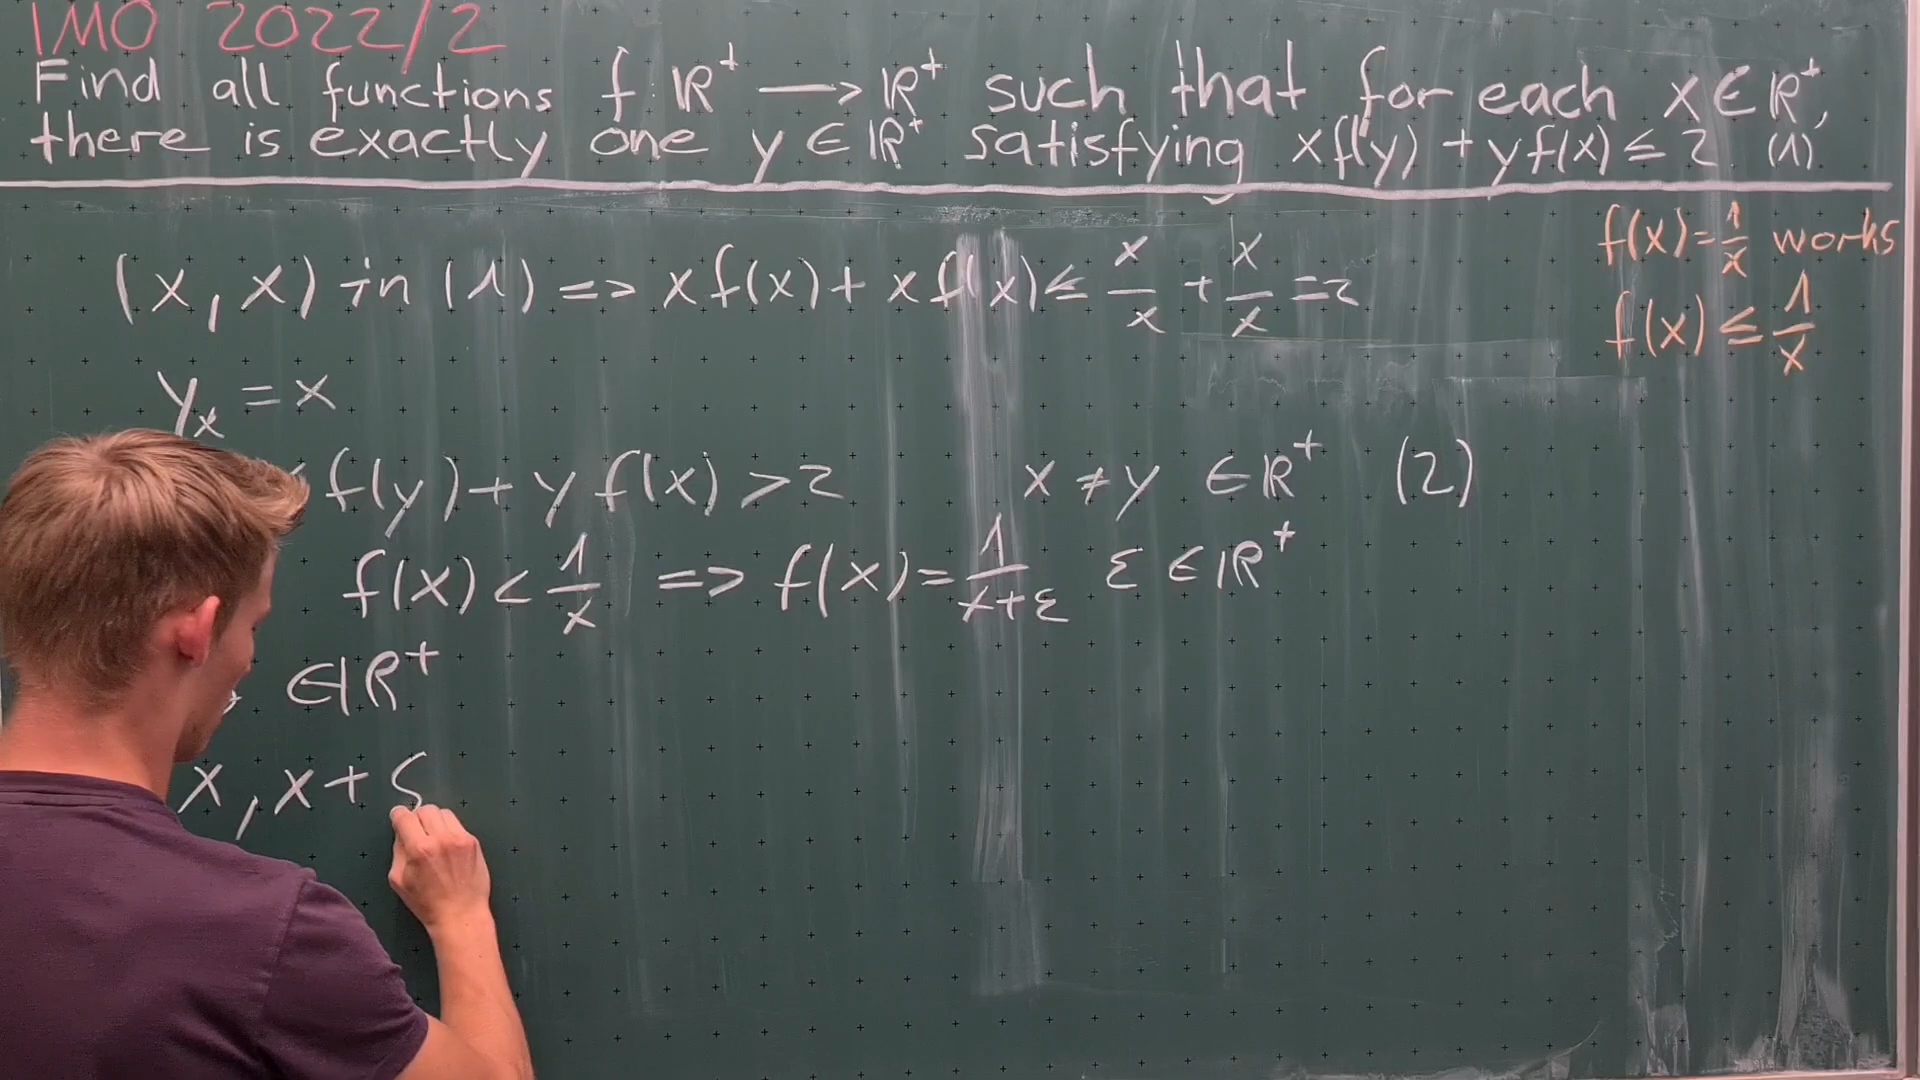 IMO 2022/2
Find all functions f: ℝ⁺ → ℝ⁺ such that for each x ∈ ℝ⁺,
there is exactly one y ∈ ℝ⁺ satisfying xf(y) + yf(x) ≤ 2 (1)
f(x) = 1/x works
(x, x) in (1) => xf(x) + xf(x) ≤ x/x + x/x = 2
f(x) ≤ 1/x
yₓ = x
f(y) + y f(x) > 2 x ≠ y ∈ ℝ⁺ (2)
f(x) < 1/x => f(x) = 1/(x+ε) ε ∈ ℝ⁺
∈ ℝ⁺
x, x +